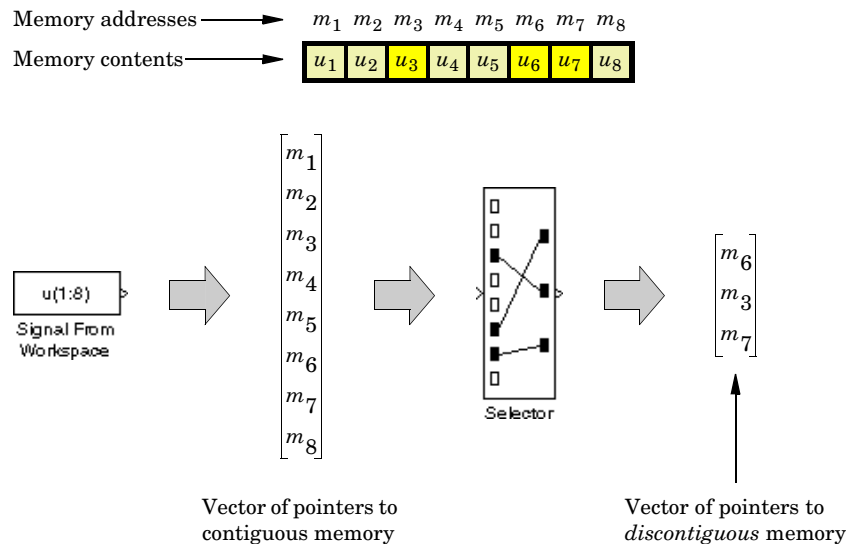 Memory addresses m1 m2 m3 m4 m5 m6 m7 m8
Memory contents u1 u2 u3 u4 u5 u6 u7 u8
m1
m2
m3
m4
m5
m6
m7
m8
u(1:8)
Signal From
Workspace
Selector
m6
m3
m7
Vector of pointers to
contiguous memory
Vector of pointers to
discontiguous memory